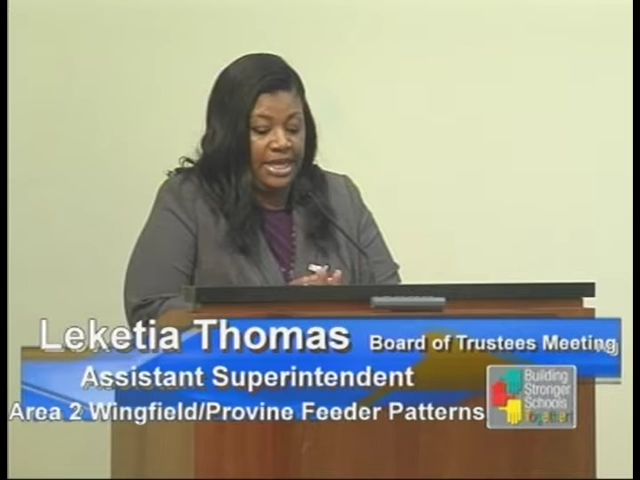 Leketia Thomas Board of Trustees Meeting
Assistant Superintendent
Area 2 Wingfield/Provine Feeder Patterns
Building
Stronger
Schools
Together